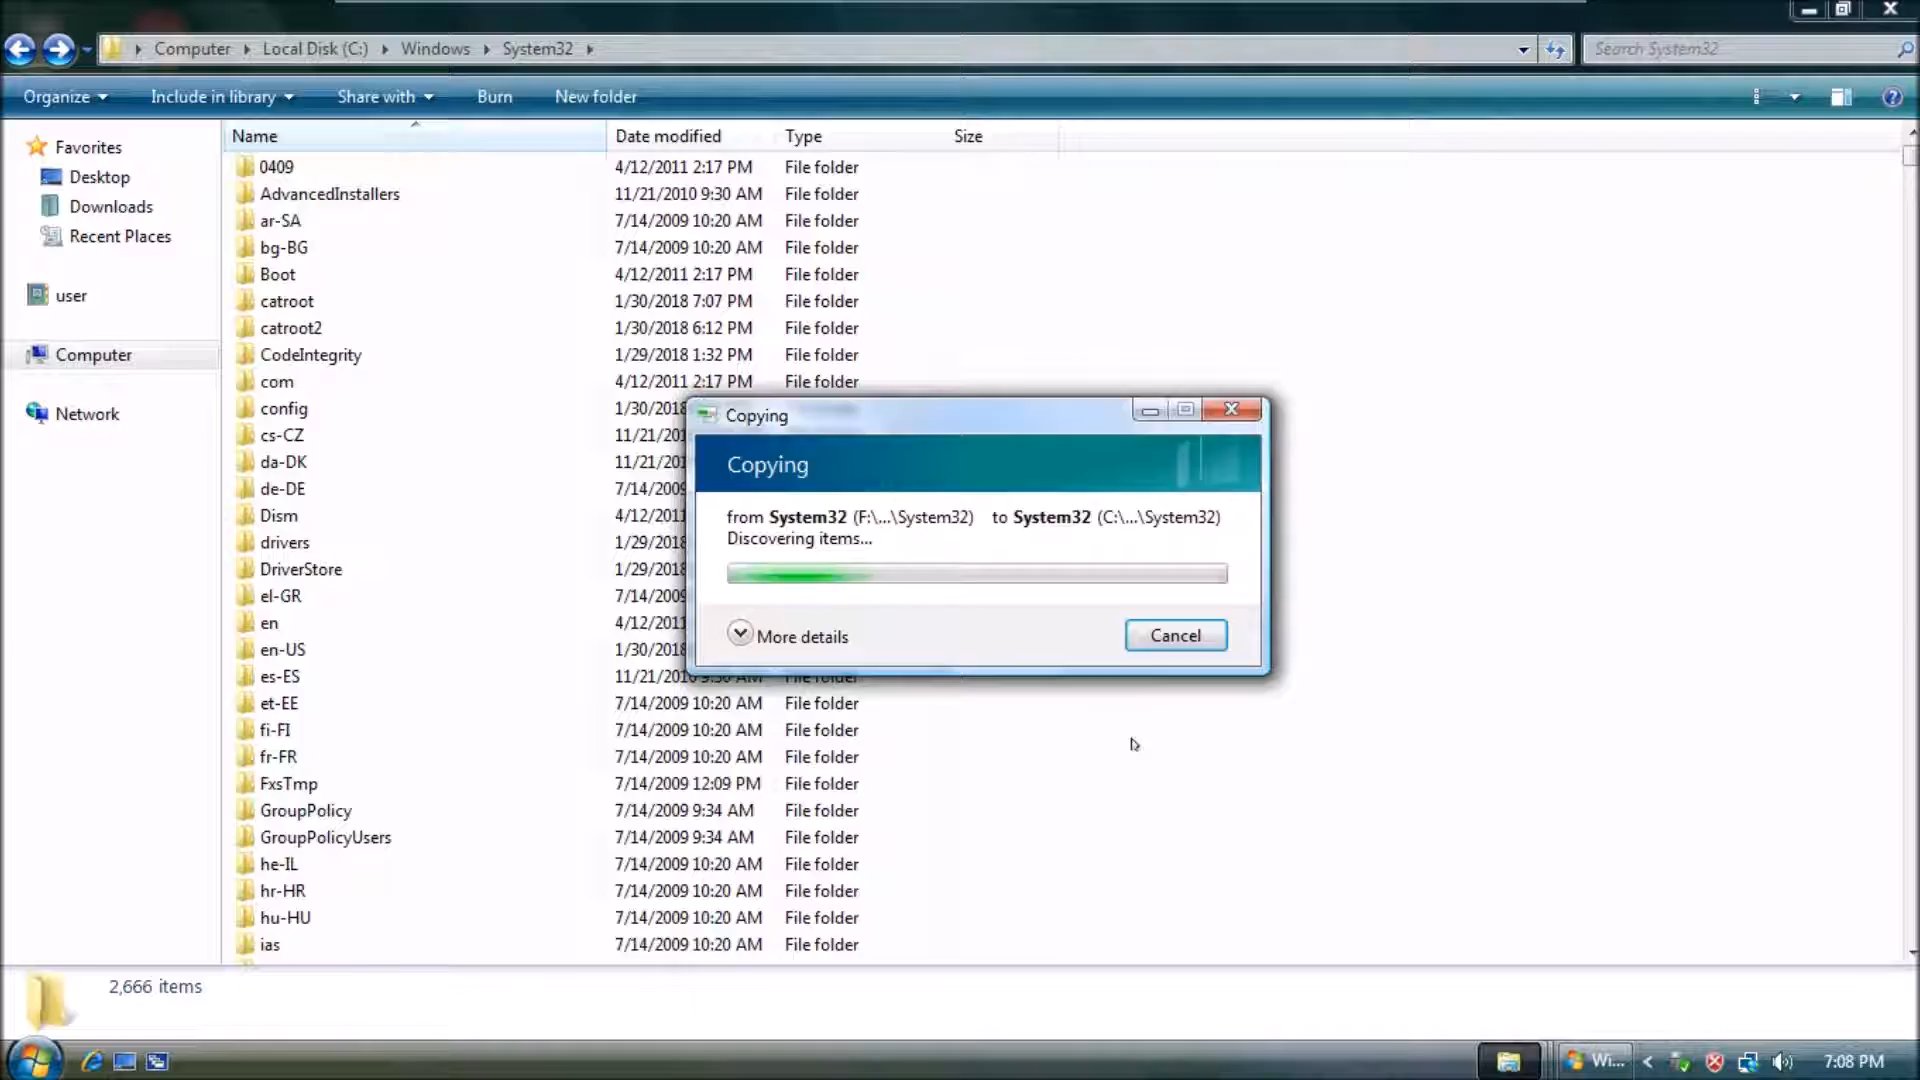 Computer Local Disk (C:) Windows System32
Search System32
Organize Include in library Share with Burn New folder
Favorites
Desktop
Downloads
Recent Places
user
Computer
Network
Name Date modified Type Size
0409 4/12/2011 2:17 PM File folder
AdvancedInstallers 11/21/2010 9:30 AM File folder
ar-SA 7/14/2009 10:20 AM File folder
bg-BG 7/14/2009 10:20 AM File folder
Boot 4/12/2011 2:17 PM File folder
catroot 1/30/2018 7:07 PM File folder
catroot2 1/30/2018 6:12 PM File folder
CodeIntegrity 1/29/2018 1:32 PM File folder
com 4/12/2011 2:17 PM File folder
config 1/30/2018
cs-CZ 11/21/201
da-DK 11/21/201
de-DE 7/14/2009
Dism 4/12/2011
drivers 1/29/2018
DriverStore 1/29/2018
el-GR 7/14/2009
en 4/12/2011
en-US 1/30/2018
es-ES 11/21/2010 9:30 AM File folder
et-EE 7/14/2009 10:20 AM File folder
fi-FI 7/14/2009 10:20 AM File folder
fr-FR 7/14/2009 10:20 AM File folder
FxsTmp 7/14/2009 12:09 PM File folder
GroupPolicy 7/14/2009 9:34 AM File folder
GroupPolicyUsers 7/14/2009 9:34 AM File folder
he-IL 7/14/2009 10:20 AM File folder
hr-HR 7/14/2009 10:20 AM File folder
hu-HU 7/14/2009 10:20 AM File folder
ias 7/14/2009 10:20 AM File folder
Copying
Copying
from System32 (F:\...\System32) to System32 (C:\...\System32)
Discovering items...
More details
Cancel
2,666 items
Wi...
7:08 PM